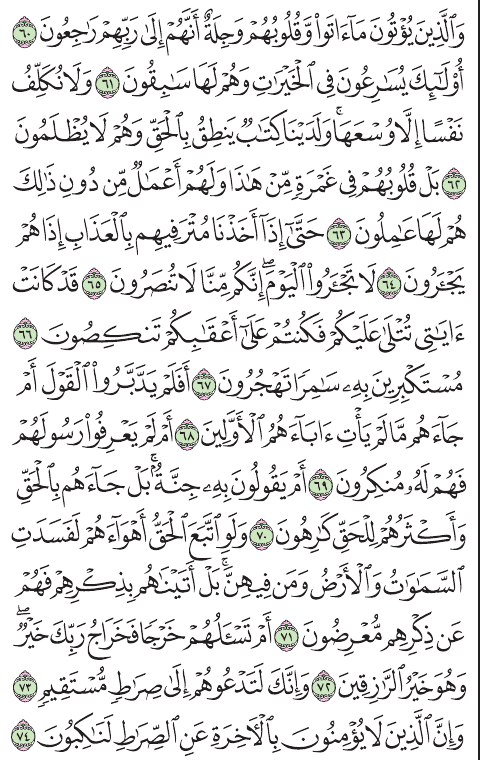 وَٱلَّذِينَ يُؤْتُونَ مَآءَاتَوا۟ وَّقُلُوبُهُمْ وَجِلَةٌ أَنَّهُمْ إِلَىٰ رَبِّهِمْ رَٰجِعُونَ ٦٠
أُو۟لَٰٓئِكَ يُسَٰرِعُونَ فِى ٱلْخَيْرَٰتِ وَهُمْ لَهَا سَٰبِقُونَ ٦١ وَلَا نُكَلِّفُ
نَفْسًا إِلَّا وُسْعَهَا ۚ وَلَدَيْنَا كِتَٰبٌ يَنطِقُ بِٱلْحَقِّ وَهُمْ لَا يُظْلَمُونَ
٦٢ بَلْ قُلُوبُهُمْ فِى غَمْرَةٍ مِّنْ هَٰذَا وَلَهُمْ أَعْمَٰلٌ مِّن دُونِ ذَٰلِكَ
هُمْ لَهَا عَٰمِلُونَ ٦٣ حَتَّىٰٓ إِذَآ أَخَذْنَا مُتْرَفِيهِم بِٱلْعَذَابِ إِذَا هُمْ
يَجْـَٔرُونَ ٦٤ لَا تَجْـَٔرُوا۟ ٱلْيَوْمَ ۖ إِنَّكُم مِّنَّا لَا تُنصَرُونَ ٦٥ قَدْ كَانَتْ
ءَايَٰتِى تُتْلَىٰ عَلَيْكُمْ فَكُنتُمْ عَلَىٰٓ أَعْقَٰبِكُمْ تَنكِصُونَ ٦٦
مُسْتَكْبِرِينَ بِهِۦ سَٰمِرًا تَهْجُرُونَ ٦٧ أَفَلَمْ يَدَّبَّرُوا۟ ٱلْقَوْلَ أَمْ
جَآءَهُم مَّا لَمْ يَأْتِ ءَابَآءَهُمُ ٱلْأَوَّلِينَ ٦٨ أَمْ لَمْ يَعْرِفُوا۟ رَسُولَهُمْ
فَهُمْ لَهُۥ مُنكِرُونَ ٦٩ أَمْ يَقُولُونَ بِهِۦ جِنَّةٌۢ ۚ بَلْ جَآءَهُم بِٱلْحَقِّ
وَأَكْثَرُهُمْ لِلْحَقِّ كَٰرِهُونَ ٧٠ وَلَوِ ٱتَّبَعَ ٱلْحَقُّ أَهْوَآءَهُمْ لَفَسَدَتِ
ٱلسَّمَٰوَٰتُ وَٱلْأَرْضُ وَمَن فِيهِنَّ ۚ بَلْ أَتَيْنَٰهُم بِذِكْرِهِمْ فَهُمْ
عَن ذِكْرِهِم مُّعْرِضُونَ ٧١ أَمْ تَسْـَٔلُهُمْ خَرْجًا فَخَرَاجُ رَبِّكَ خَيْرٌ ۖ
وَهُوَ خَيْرُ ٱلرَّٰزِقِينَ ٧٢ وَإِنَّكَ لَتَدْعُوهُمْ إِلَىٰ صِرَٰطٍ مُّسْتَقِيمٍ ٧٣
وَإِنَّ ٱلَّذِينَ لَا يُؤْمِنُونَ بِٱلْءَاخِرَةِ عَنِ ٱلصِّرَٰطِ لَنَٰكِبُونَ ٧٤